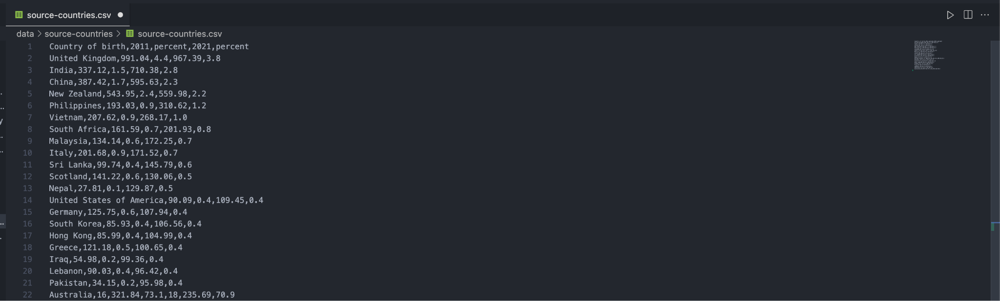 source-countries.csv
data > source-countries > source-countries.csv
1 Country of birth,2011,percent,2021,percent
2 United Kingdom,991.04,4.4,967.39,3.8
3 India,337.12,1.5,710.38,2.8
4 China,387.42,1.7,595.63,2.3
5 New Zealand,543.95,2.4,559.98,2.2
6 Philippines,193.03,0.9,310.62,1.2
7 Vietnam,207.62,0.9,268.17,1.0
8 South Africa,161.59,0.7,201.93,0.8
9 Malaysia,134.14,0.6,172.25,0.7
10 Italy,201.68,0.9,171.52,0.7
11 Sri Lanka,99.74,0.4,145.79,0.6
12 Scotland,141.22,0.6,130.06,0.5
13 Nepal,27.81,0.1,129.87,0.5
14 United States of America,90.09,0.4,109.45,0.4
15 Germany,125.75,0.6,107.94,0.4
16 South Korea,85.93,0.4,106.56,0.4
17 Hong Kong,85.99,0.4,104.99,0.4
18 Greece,121.18,0.5,100.65,0.4
19 Iraq,54.98,0.2,99.36,0.4
20 Lebanon,90.03,0.4,96.42,0.4
21 Pakistan,34.15,0.2,95.98,0.4
22 Australia,16,321.84,73.1,18,235.69,70.9